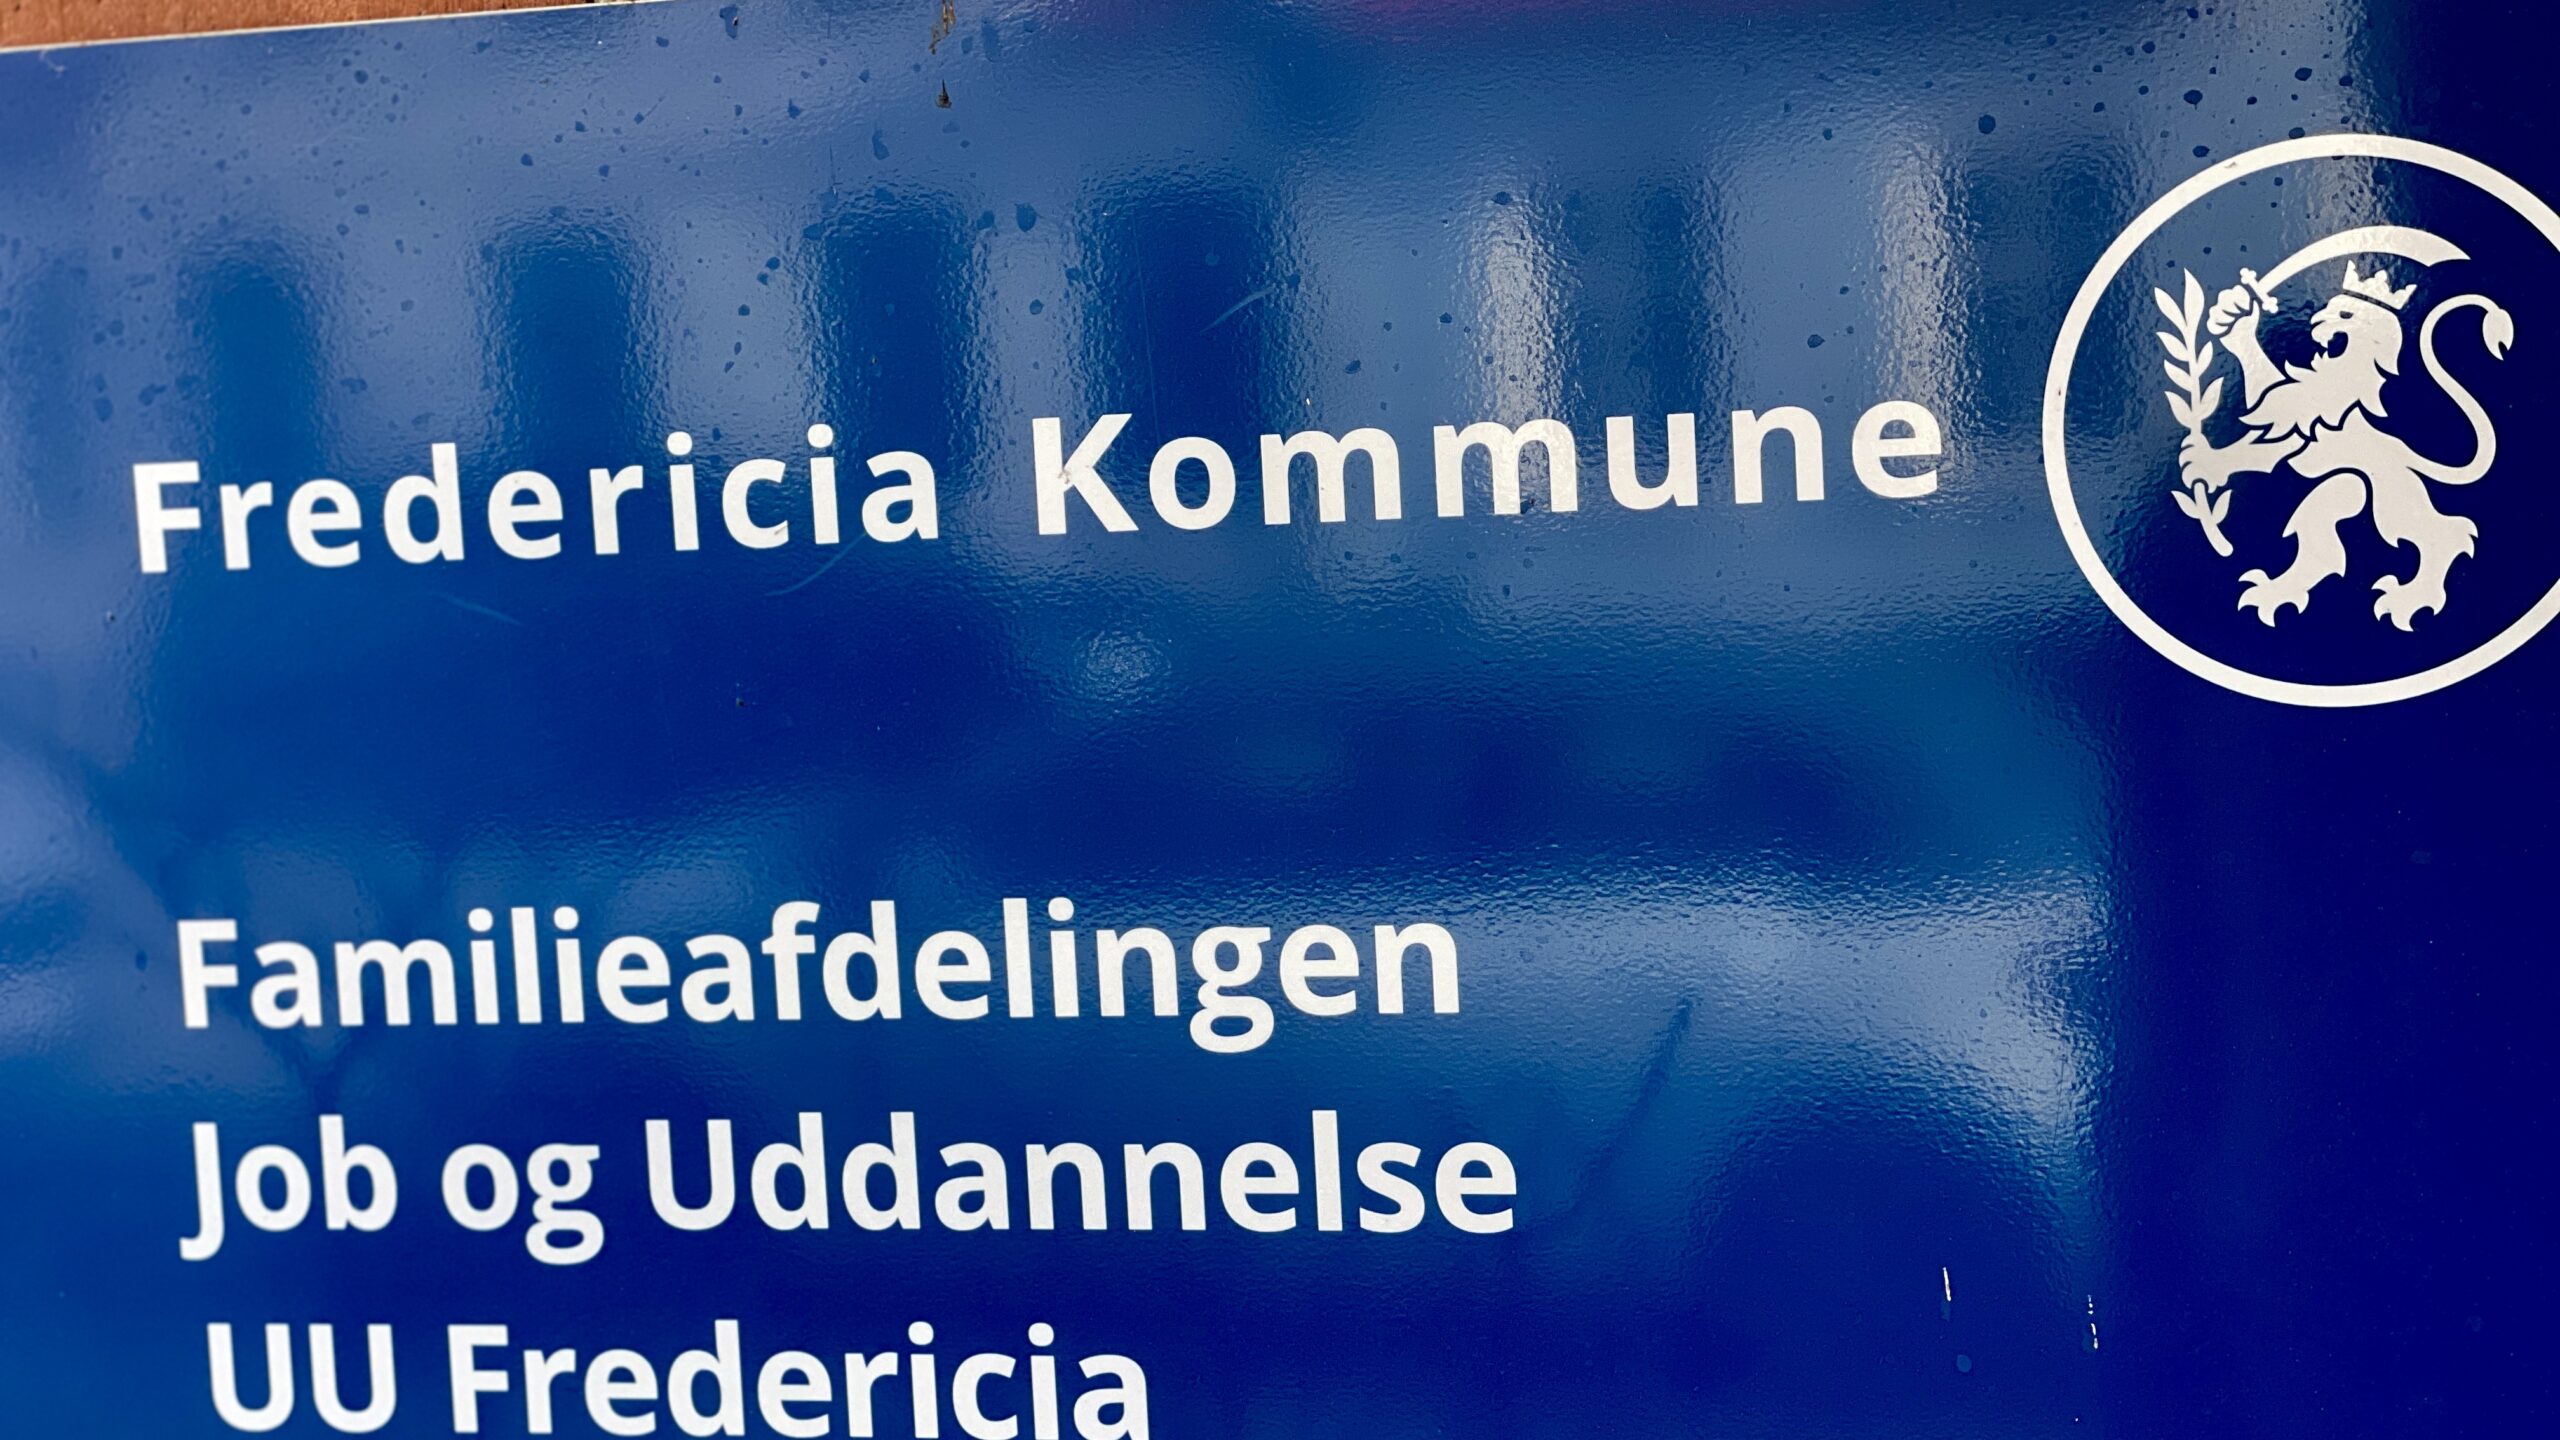 Fredericia Kommune
Familieafdelingen
Job og Uddannelse
UU Fredericia